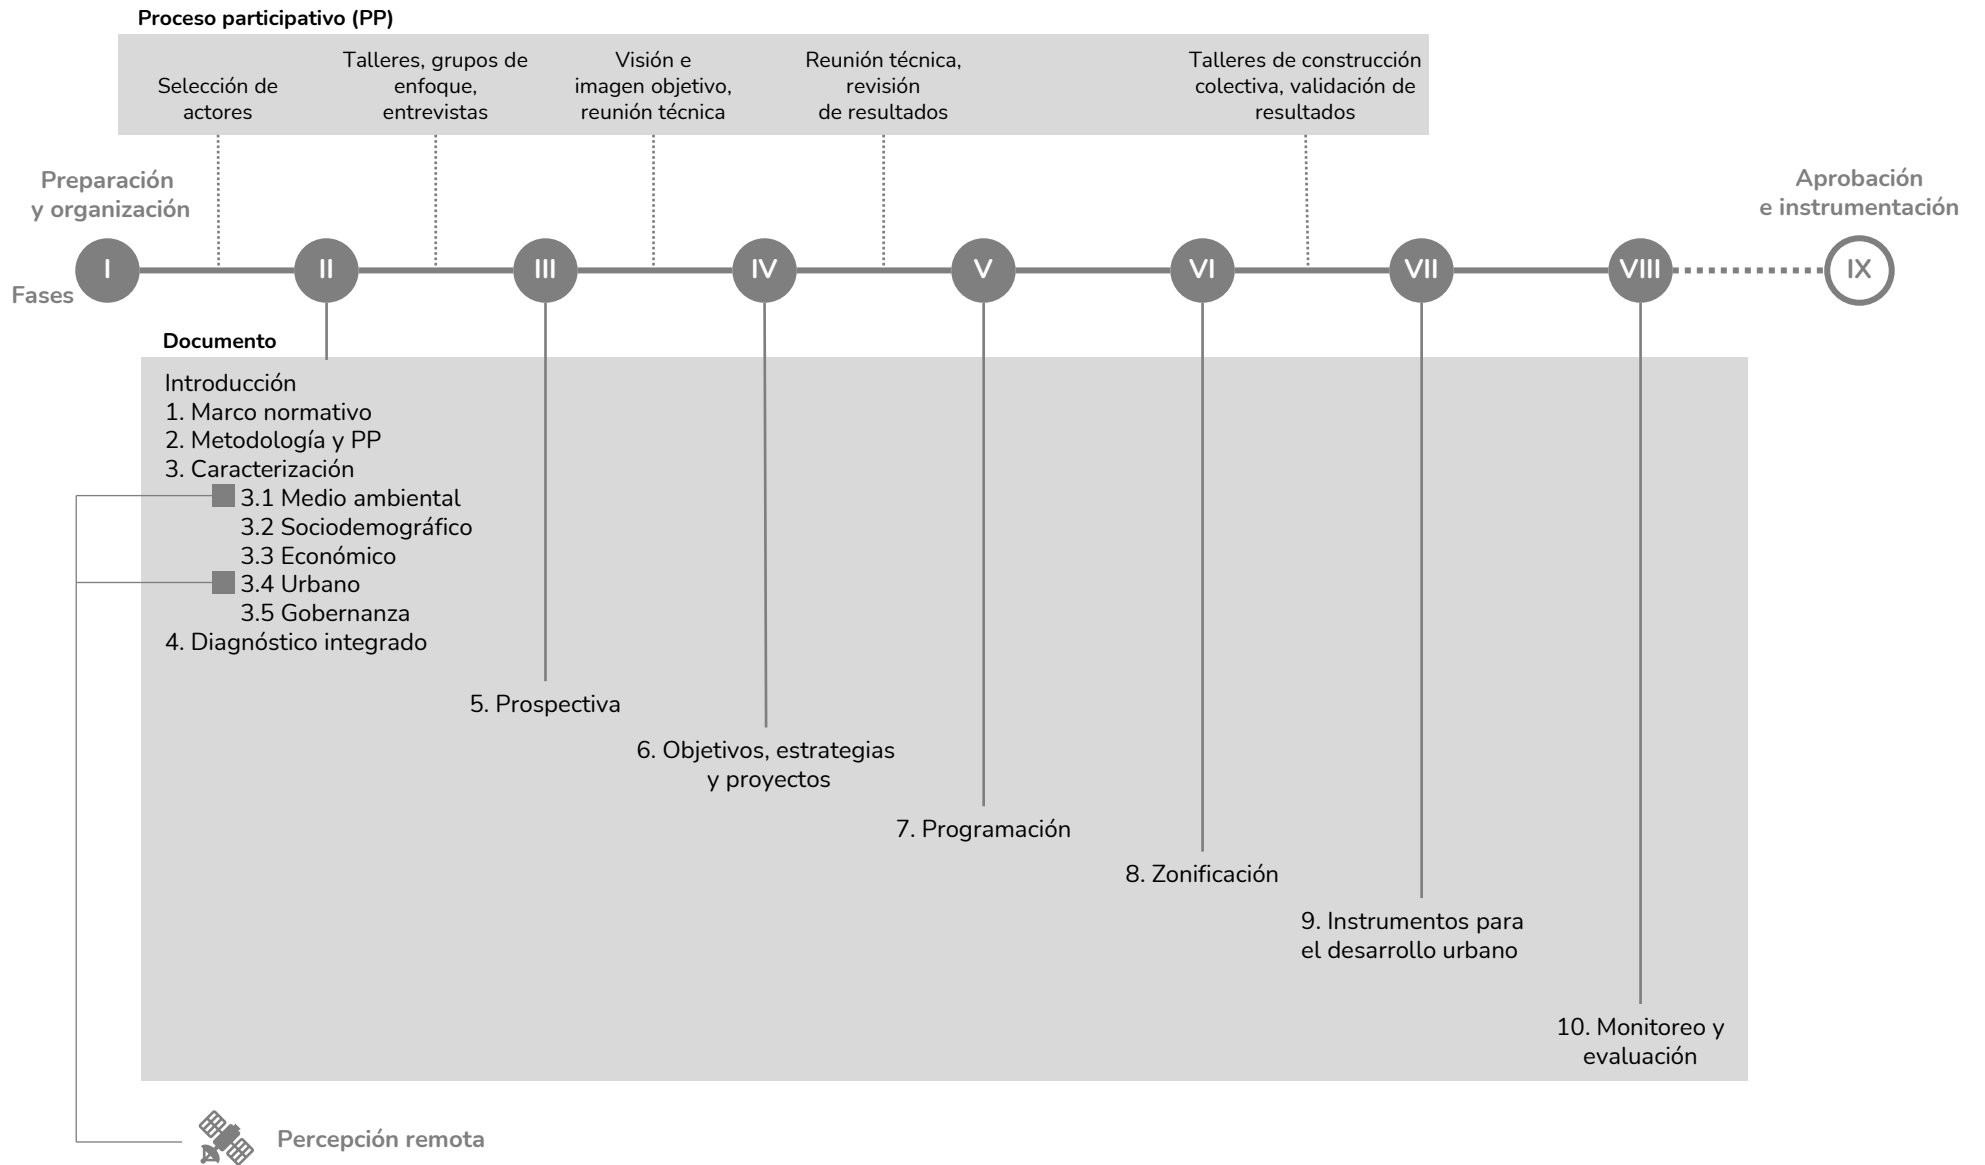 Proceso participativo (PP)
Selección de
actores
Talleres, grupos de
enfoque,
entrevistas
Visión e
imagen objetivo,
reunión técnica
Reunión técnica,
revisión
de resultados
Talleres de construcción
colectiva, validación de
resultados
Preparación
y organización
Aprobación
e instrumentación
Fases
I
II
III
IV
V
VI
VII
VIII
IX
Documento
Introducción
1. Marco normativo
2. Metodología y PP
3. Caracterización
3.1 Medio ambiental
3.2 Sociodemográfico
3.3 Económico
3.4 Urbano
3.5 Gobernanza
4. Diagnóstico integrado
5. Prospectiva
6. Objetivos, estrategias
y proyectos
7. Programación
8. Zonificación
9. Instrumentos para
el desarrollo urbano
10. Monitoreo y
evaluación
Percepción remota